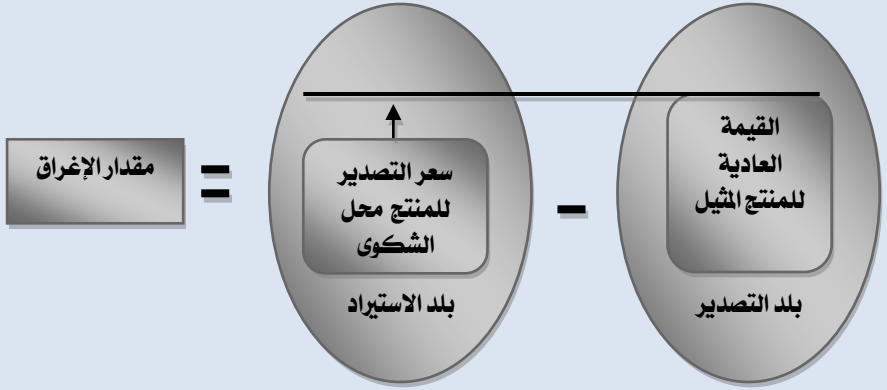 القيمة
العادية
للمنتج المثيل
بلد التصدير
-
سعر التصدير
للمنتج محل
الشكوى
بلد الاستيراد
=
مقدار الإغراق